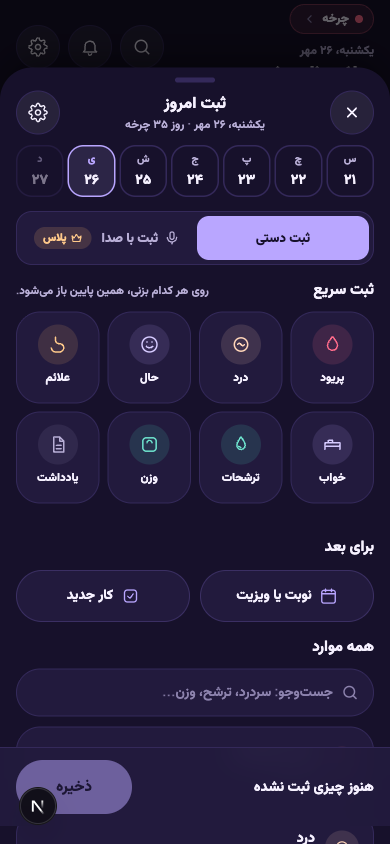 چرخه
یکشنبه، ۲۶ مهر
ثبت امروز
یکشنبه، ۲۶ مهر · روز ۳۵ چرخه
س چ پ ج ش ی د
۲۱ ۲۲ ۲۳ ۲۴ ۲۵ ۲۶ ۲۷
ثبت دستی ثبت با صدا پلاس
ثبت سریع روی هر کدام بزنی، همین پایین باز می‌شود.
پریود درد حال علائم
خواب ترشحات وزن یادداشت
برای بعد
نوبت یا ویزیت کار جدید
همه موارد
جست‌وجو: سردرد، ترشح، وزن...
هنوز چیزی ثبت نشده ذخیره
N
درد